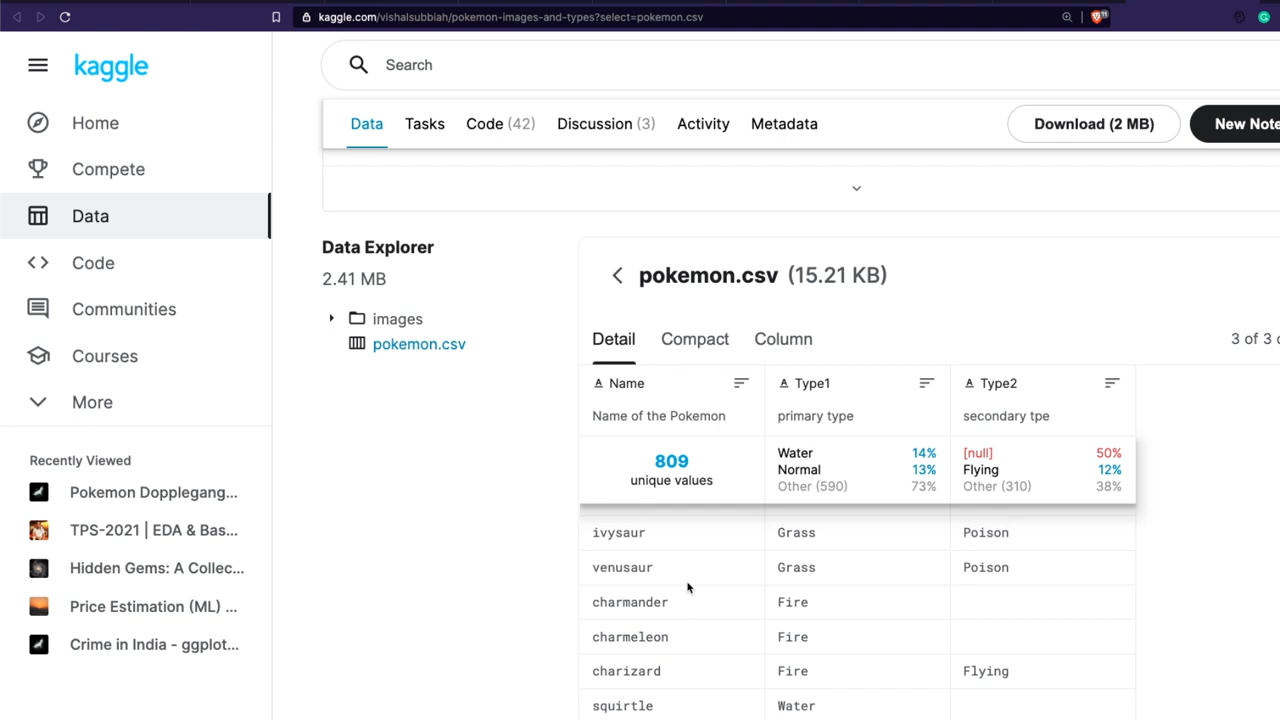 kaggle.com/vishalsubbiah/pokemon-images-and-types?select=pokemon.csv
kaggle
Search
Home
Compete
Data
Code
Communities
Courses
More
Recently Viewed
Pokemon Dopplegang...
TPS-2021 | EDA & Bas...
Hidden Gems: A Collec...
Price Estimation (ML) ...
Crime in India - ggplot...
Data Tasks Code (42) Discussion (3) Activity Metadata Download (2 MB) New Note
Data Explorer
2.41 MB
images
pokemon.csv
pokemon.csv (15.21 KB)
Detail Compact Column 3 of 3
A Name A Type1 A Type2
Name of the Pokemon primary type secondary tpe
809
unique values
Water 14%
Normal 13%
Other (590) 73%
[null] 50%
Flying 12%
Other (310) 38%
ivysaur Grass Poison
venusaur Grass Poison
charmander Fire
charmeleon Fire
charizard Fire Flying
squirtle Water